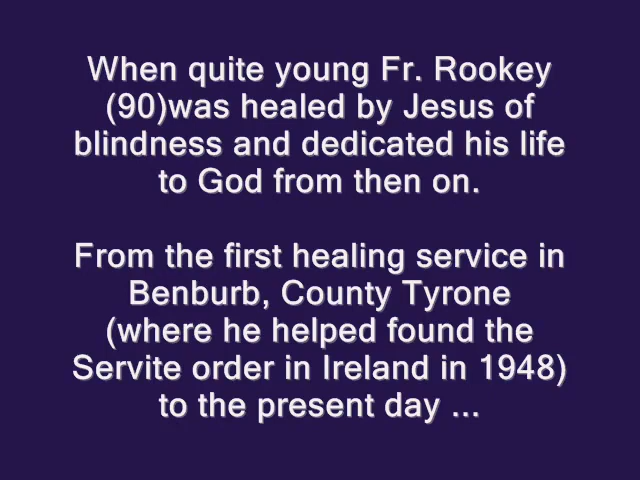 When quite young Fr. Rookey
(90)was healed by Jesus of
blindness and dedicated his life
to God from then on.
From the first healing service in
Benburb, County Tyrone
(where he helped found the
Servite order in Ireland in 1948)
to the present day ...